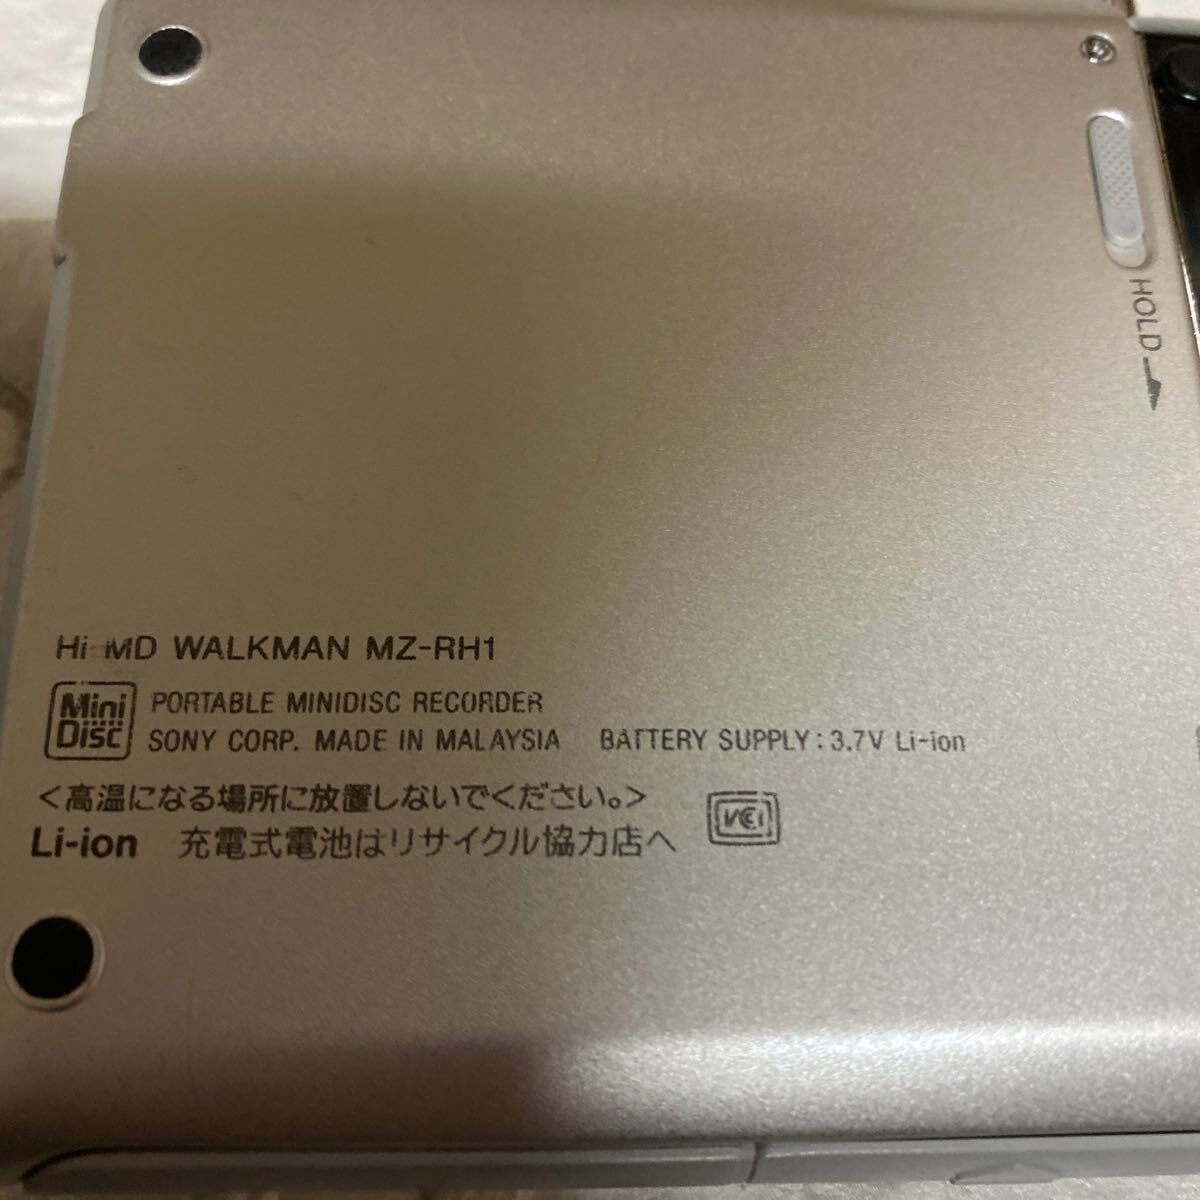 HOLD
Hi-MD WALKMAN MZ-RH1
Mini Disc
PORTABLE MINIDISC RECORDER
SONY CORP. MADE IN MALAYSIA BATTERY SUPPLY : 3.7V Li-ion
<高温になる場所に放置しないでください。>
Li-ion 充電式電池はリサイクル協力店へ
VCI